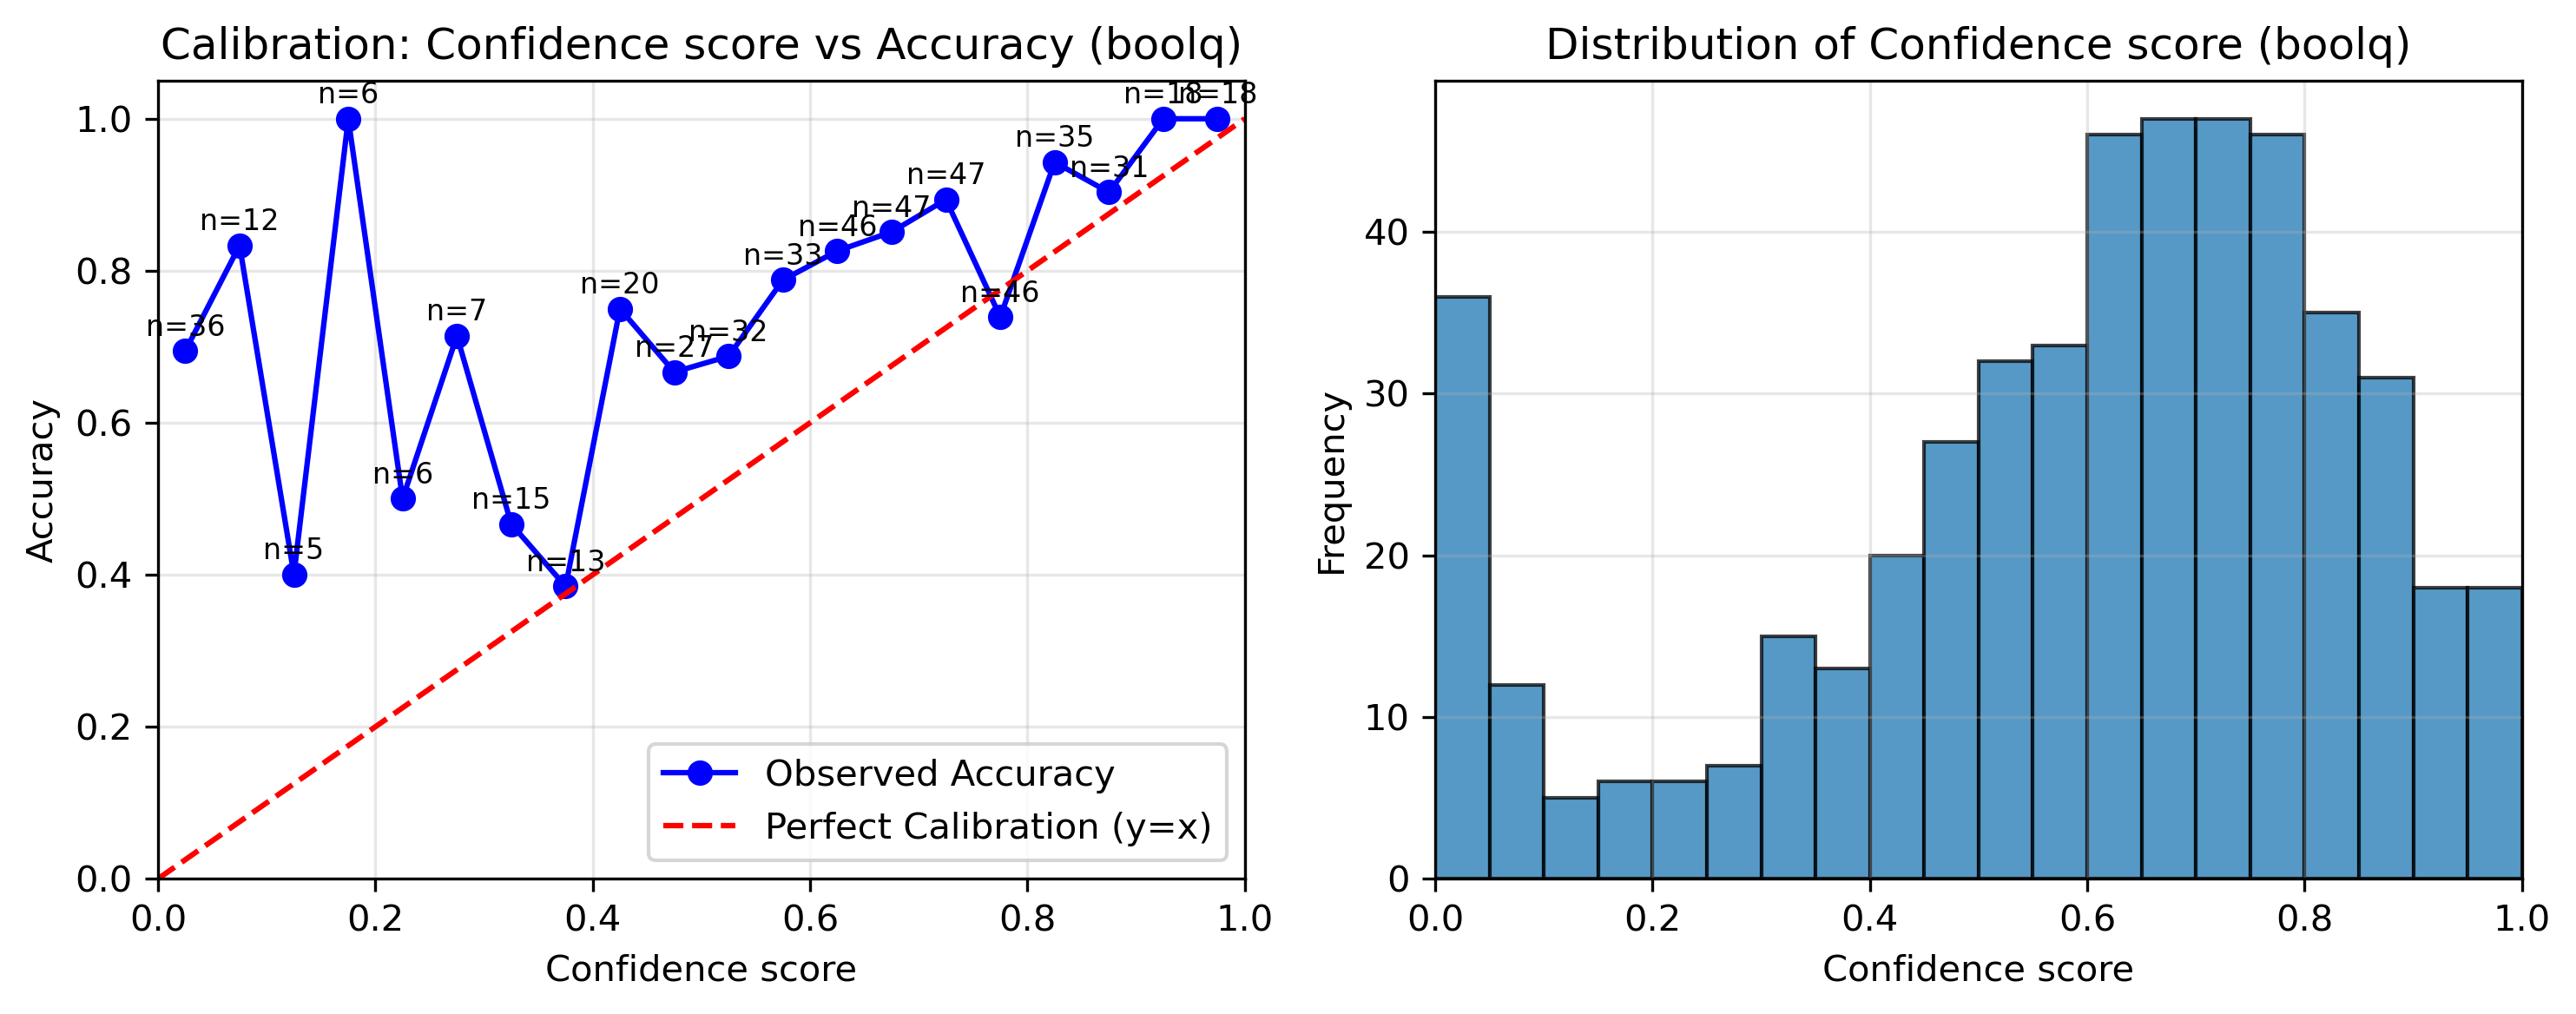 Calibration: Confidence score vs Accuracy (boolq)
n=36
n=12
n=5
n=6
n=6
n=7
n=15
n=13
n=20
n=27
n=32
n=33
n=46
n=47
n=47
n=46
n=35
n=31
n=18
n=18
1.0
0.8
0.6
0.4
0.2
0.0
Accuracy
Observed Accuracy
Perfect Calibration (y=x)
0.0 0.2 0.4 0.6 0.8 1.0
Confidence score
Distribution of Confidence score (boolq)
40
30
20
10
0
Frequency
0.0 0.2 0.4 0.6 0.8 1.0
Confidence score